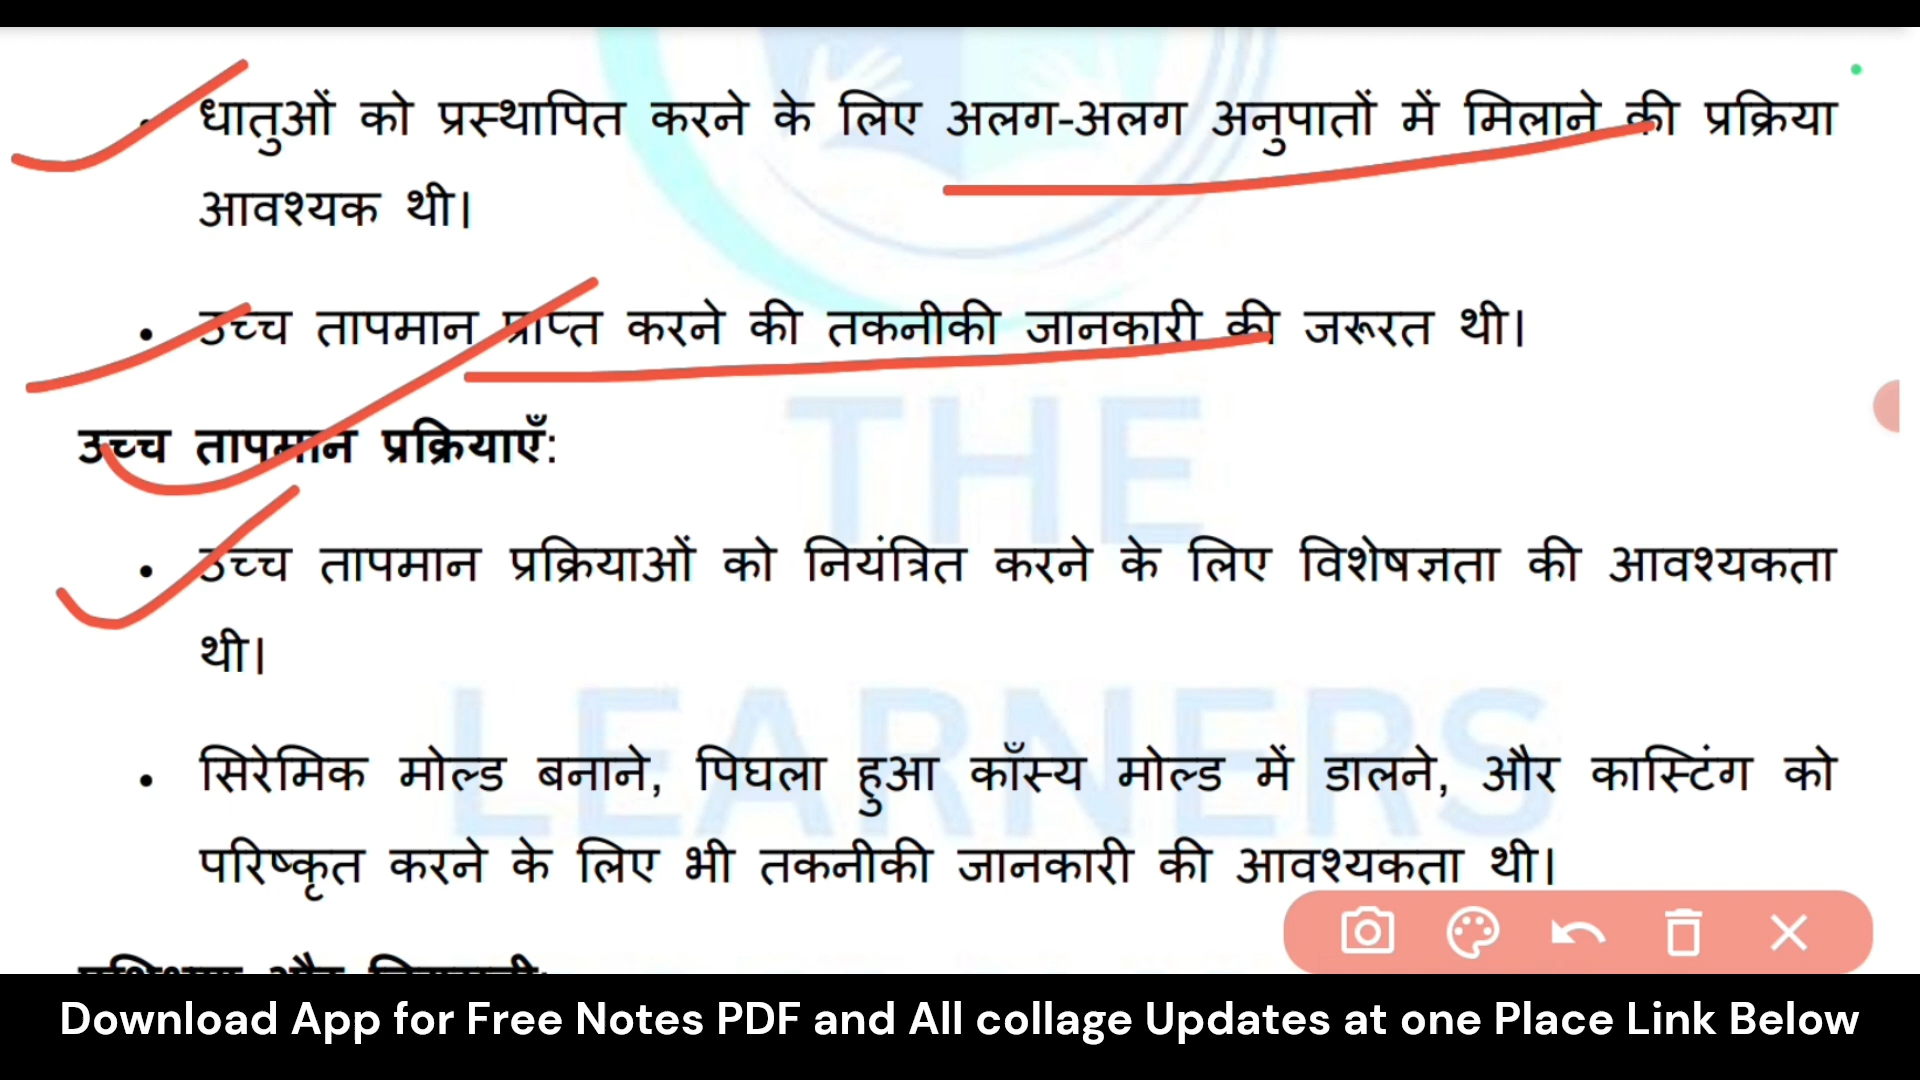 • धातुओं को प्रस्थापित करने के लिए अलग-अलग अनुपातों में मिलाने की प्रक्रिया
आवश्यक थी।
• उच्च तापमान प्राप्त करने की तकनीकी जानकारी की जरूरत थी।
उच्च तापमान प्रक्रियाएँ:
• उच्च तापमान प्रक्रियाओं को नियंत्रित करने के लिए विशेषज्ञता की आवश्यकता
थी।
• सिरेमिक मोल्ड बनाने, पिघला हुआ काँस्य मोल्ड में डालने, और कास्टिंग को
परिष्कृत करने के लिए भी तकनीकी जानकारी की आवश्यकता थी।
THE
LEARNERS
Download App for Free Notes PDF and All collage Updates at one Place Link Below